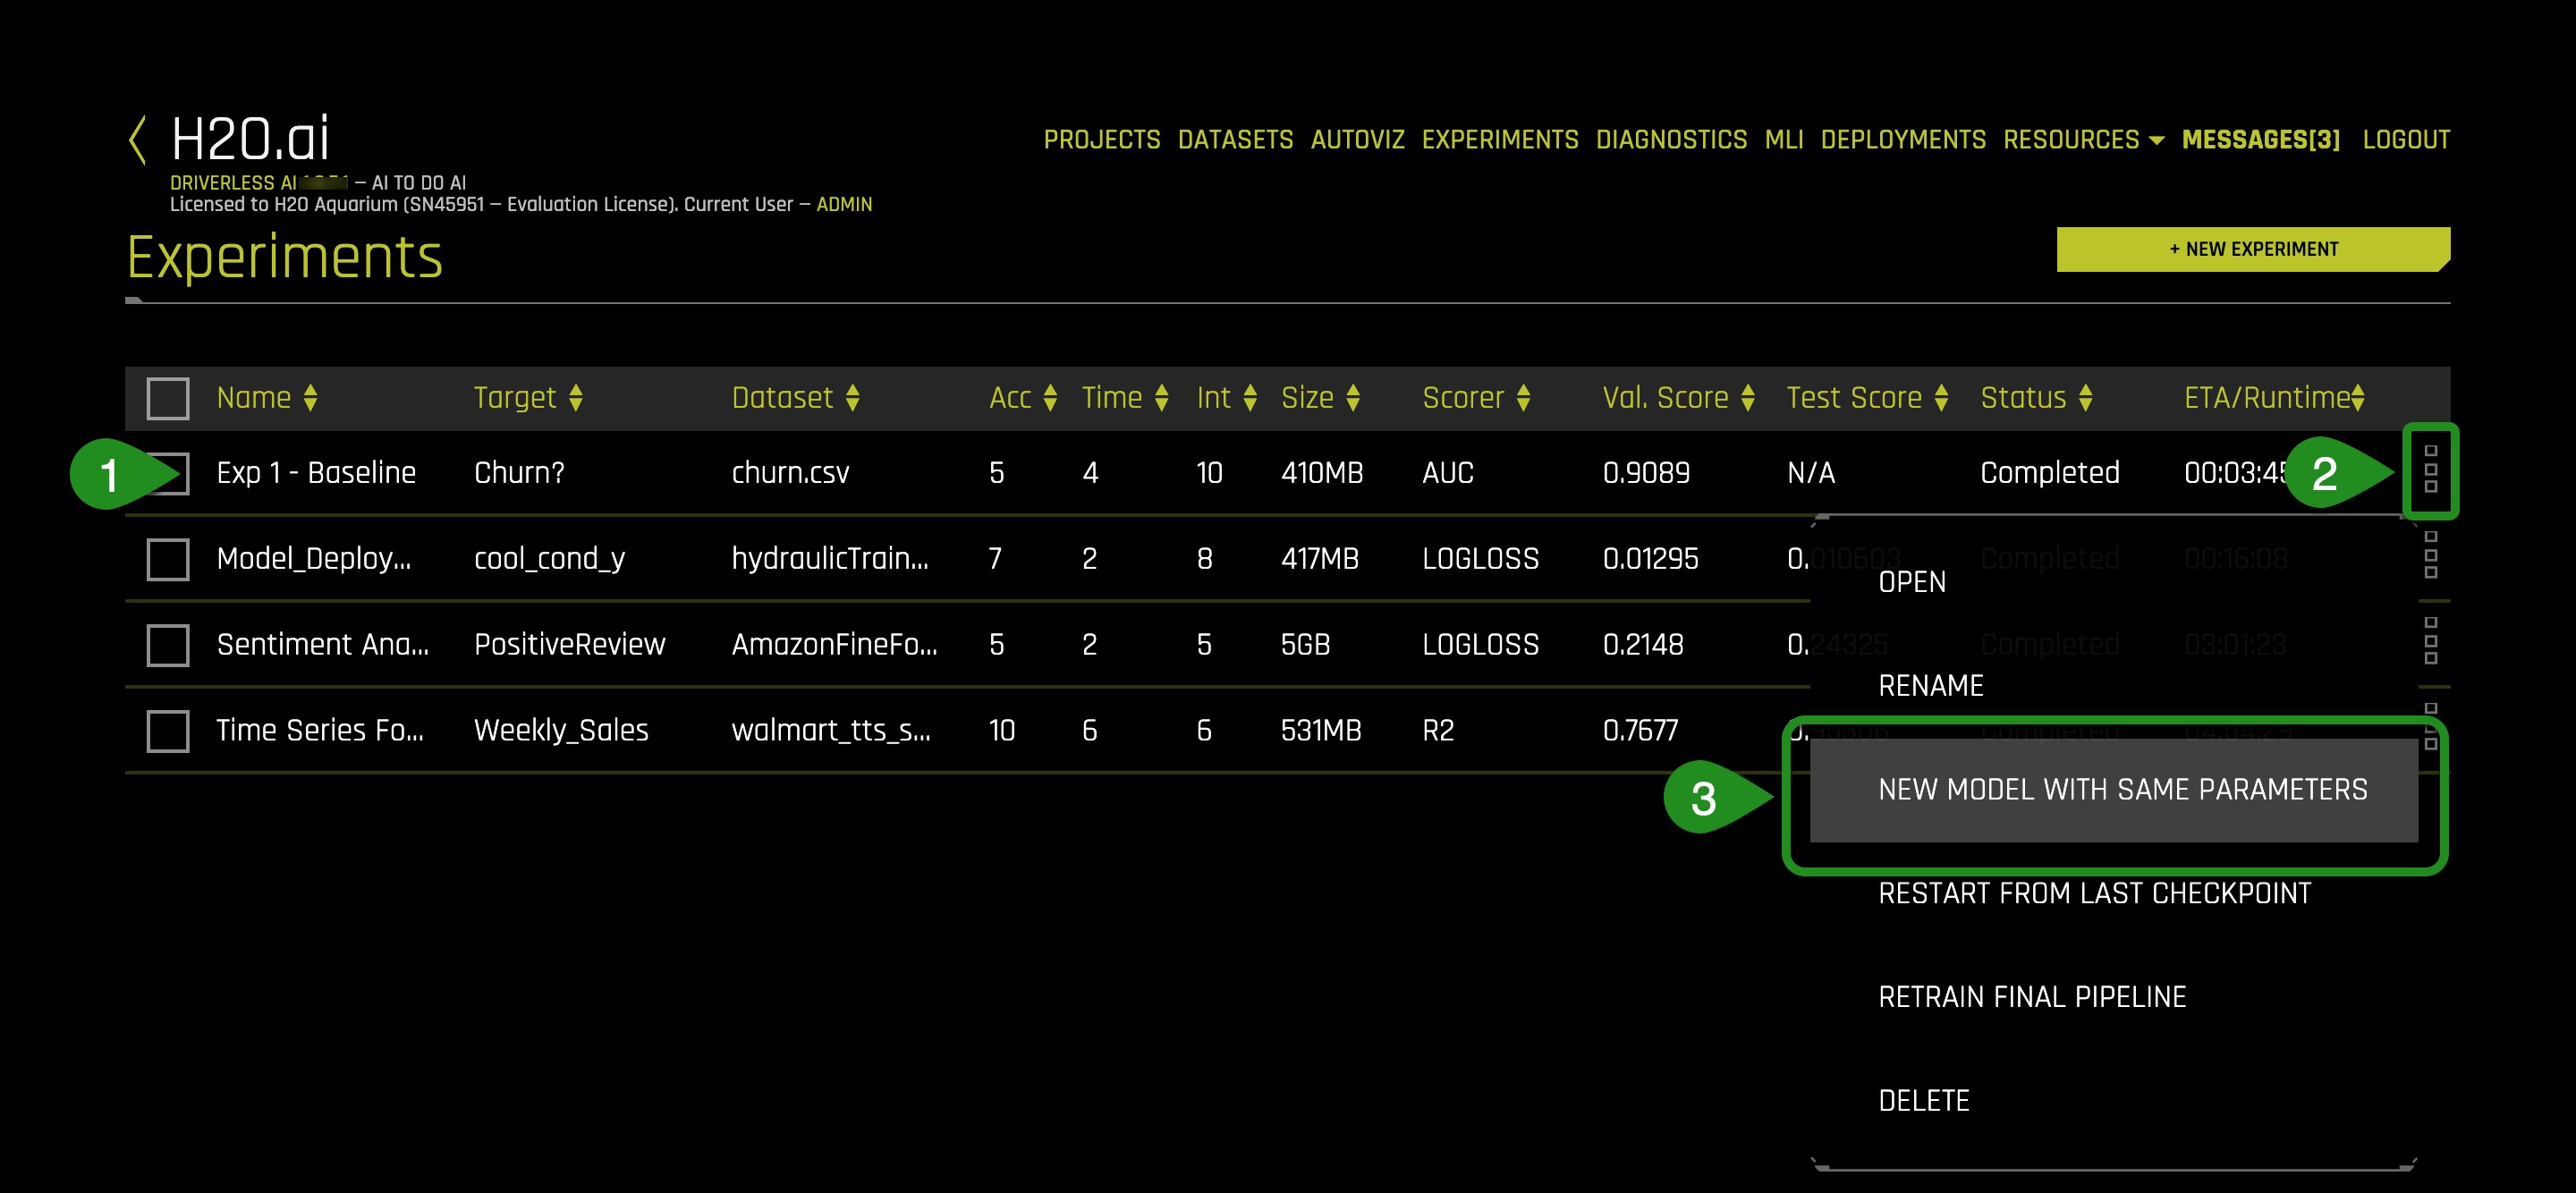 H2O.ai
PROJECTS DATASETS AUTOVIZ EXPERIMENTS DIAGNOSTICS MLI DEPLOYMENTS RESOURCES MESSAGES[3] LOGOUT
DRIVERLESS AI — AI TO DO AI
Licensed to H2O Aquarium (SN45951 — Evaluation License). Current User — ADMIN
Experiments
+ NEW EXPERIMENT
Name Target Dataset Acc Time Int Size Scorer Val. Score Test Score Status ETA/Runtime
1 Exp 1 - Baseline Churn? churn.csv 5 4 10 410MB AUC 0.9089 N/A Completed 00:03:45 2
Model_Deploy... cool_cond_y hydraulicTrain... 7 2 8 417MB LOGLOSS 0.01295 0.010603 Completed 00:16:08
OPEN
Sentiment Ana... PositiveReview AmazonFineFo... 5 2 5 5GB LOGLOSS 0.2148 0.24325 Completed 03:01:23
RENAME
Time Series Fo... Weekly_Sales walmart_tts_s... 10 6 6 531MB R2 0.7677 Completed
3 NEW MODEL WITH SAME PARAMETERS
RESTART FROM LAST CHECKPOINT
RETRAIN FINAL PIPELINE
DELETE